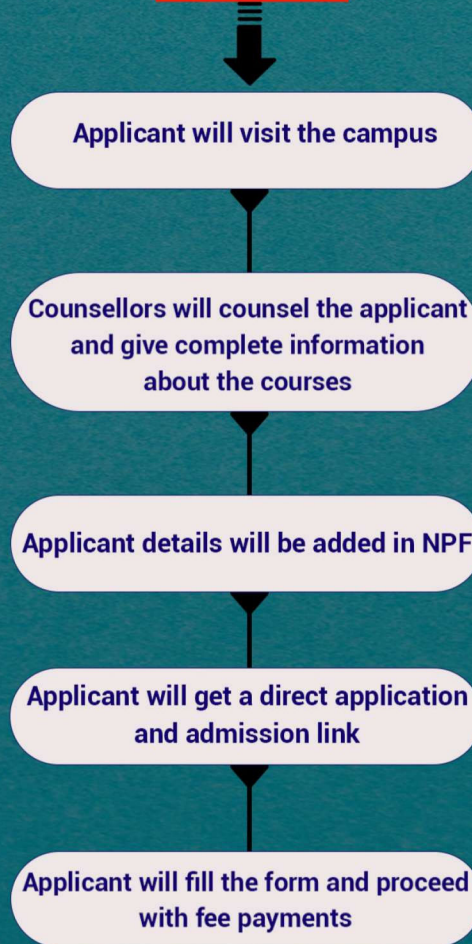 Applicant will visit the campus
Counsellors will counsel the applicant
and give complete information
about the courses
Applicant details will be added in NPF
Applicant will get a direct application
and admission link
Applicant will fill the form and proceed
with fee payments